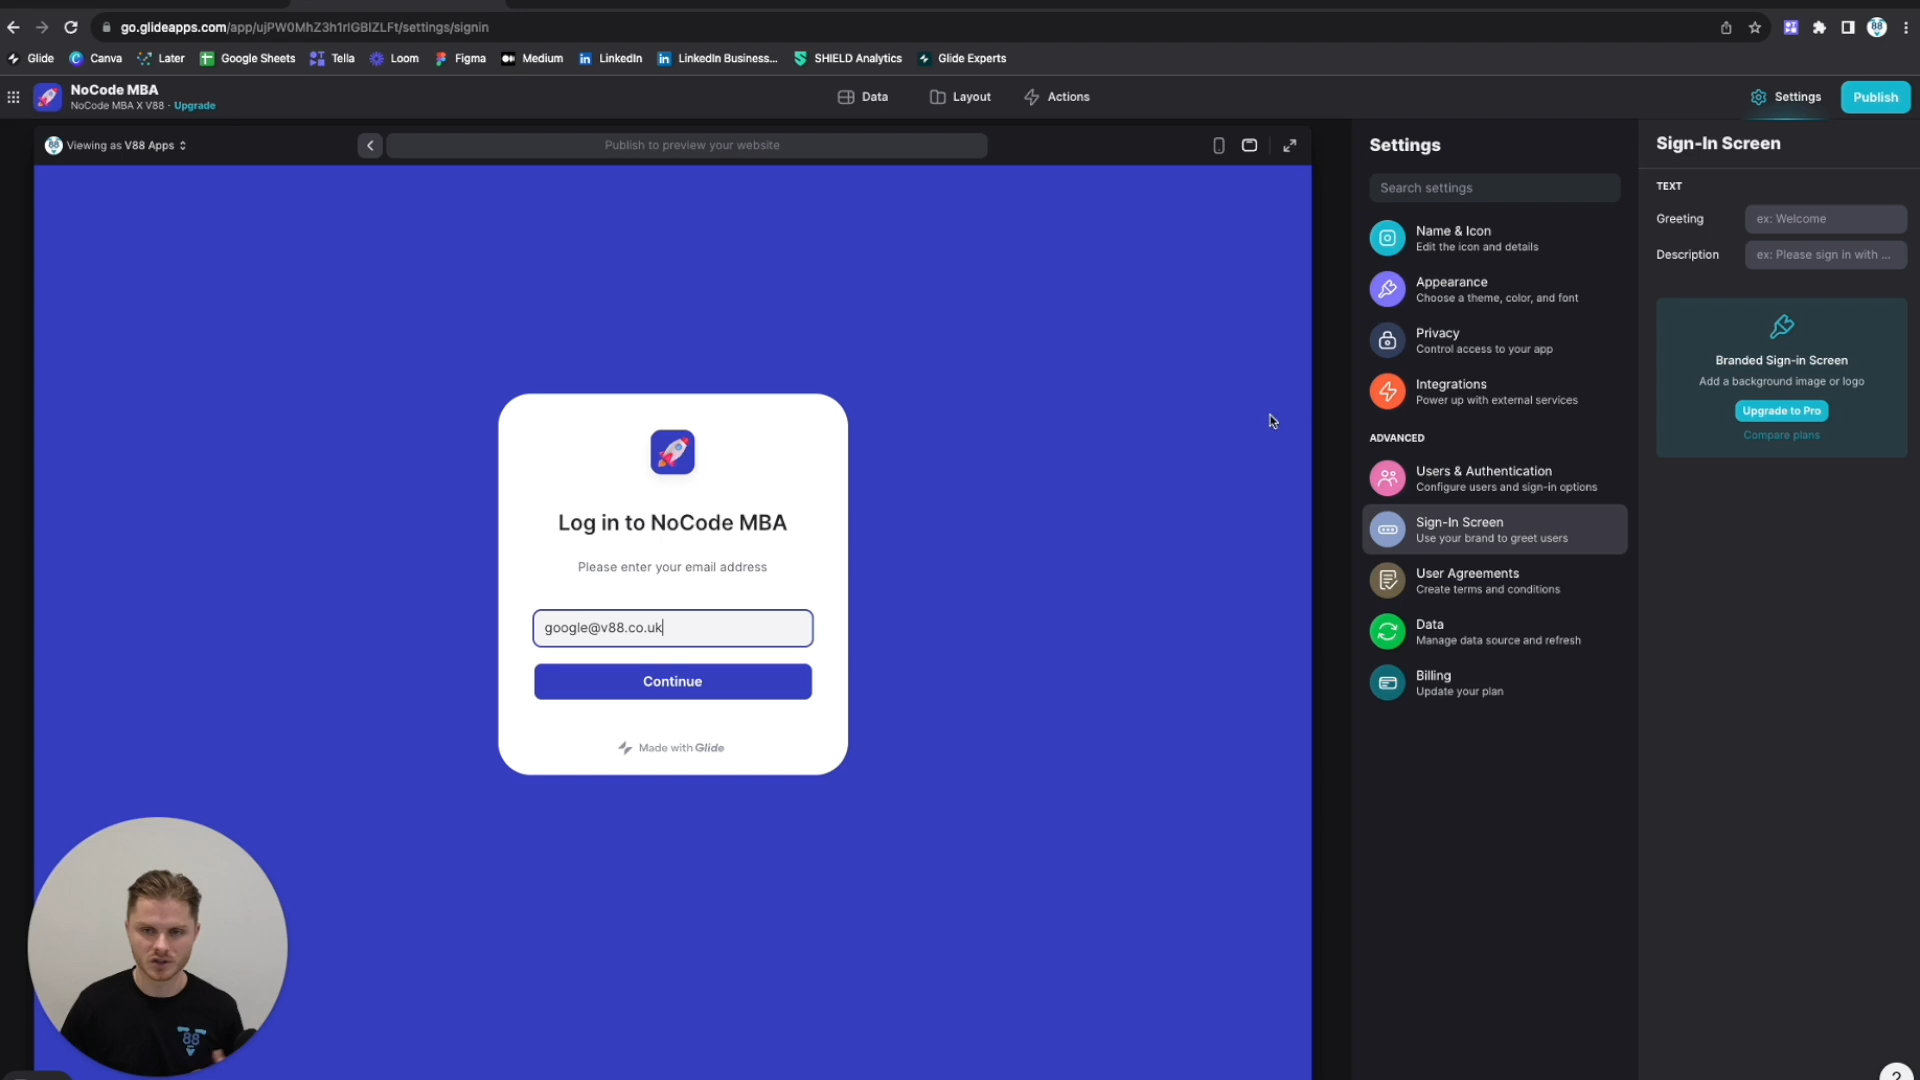 go.glideapps.com/app/ujPW0MhZ3h1rlGBIZLFt/settings/signin
Glide
Canva
Later
Google Sheets
Tella
Loom
Figma
Medium
LinkedIn
LinkedIn Business...
SHIELD Analytics
Glide Experts
NoCode MBA
NoCode MBA X V88 · Upgrade
Data
Layout
Actions
Settings
Publish
Viewing as V88 Apps
Publish to preview your website
Log in to NoCode MBA
Please enter your email address
google@v88.co.uk
Continue
Made with Glide
88
Settings
Search settings
Name & Icon
Edit the icon and details
Appearance
Choose a theme, color, and font
Privacy
Control access to your app
Integrations
Power up with external services
ADVANCED
Users & Authentication
Configure users and sign-in options
Sign-In Screen
Use your brand to greet users
User Agreements
Create terms and conditions
Data
Manage data source and refresh
Billing
Update your plan
Sign-In Screen
TEXT
Greeting
ex: Welcome
Description
ex: Please sign in with ...
Branded Sign-in Screen
Add a background image or logo
Upgrade to Pro
Compare plans
?